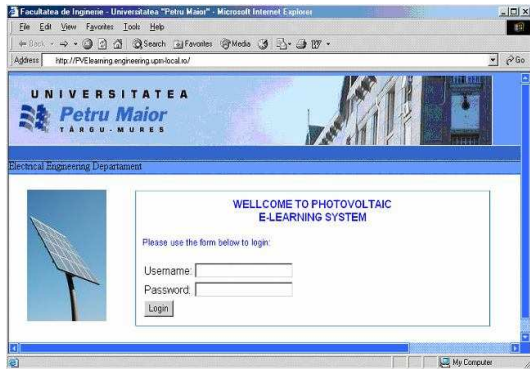 Facultatea de Inginerie - Universitatea "Petru Maior" - Microsoft Internet Explorer
File Edit View Favorites Tools Help
Back Search Favorites Media
Address http://PVElearning.engineering.upm-local.ro/ Go
UNIVERSITATEA
Petru Maior
TÂRGU - MURES
Electrical Engineering Departament
WELLCOME TO PHOTOVOLTAIC
E-LEARNING SYSTEM
Please use the form below to login:
Username:
Password:
Login
My Computer